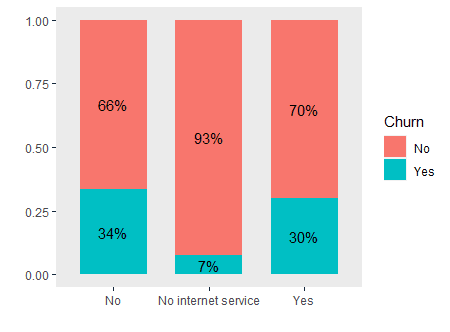 1.00
0.75
0.50
0.25
0.00
66%
93%
70%
34%
7%
30%
No
No internet service
Yes
Churn
No
Yes